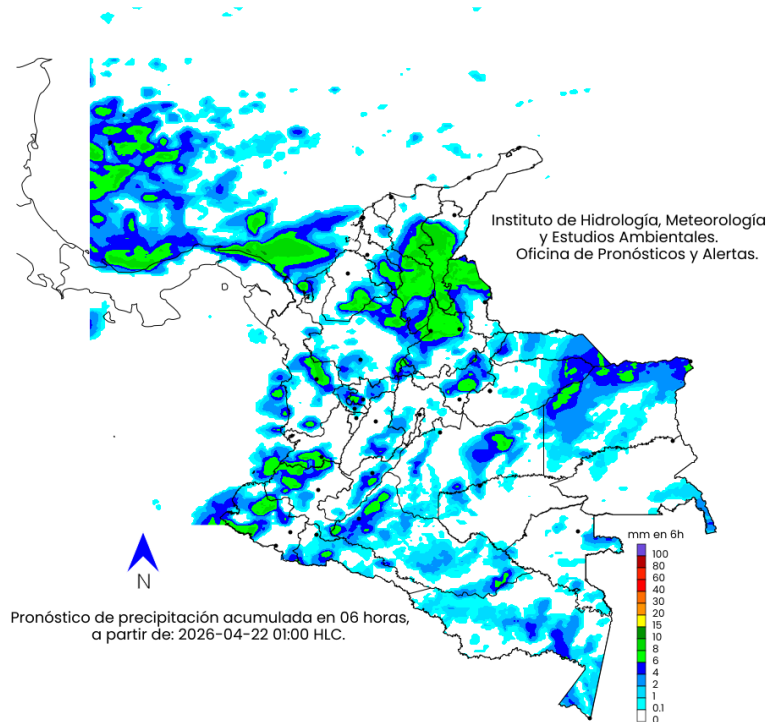 Instituto de Hidrología, Meteorología
y Estudios Ambientales.
Oficina de Pronósticos y Alertas.
mm en 6h
100
80
60
40
30
20
15
10
8
6
4
2
1
0.1
0
N
Pronóstico de precipitación acumulada en 06 horas,
a partir de: 2026-04-22 01:00 HLC.